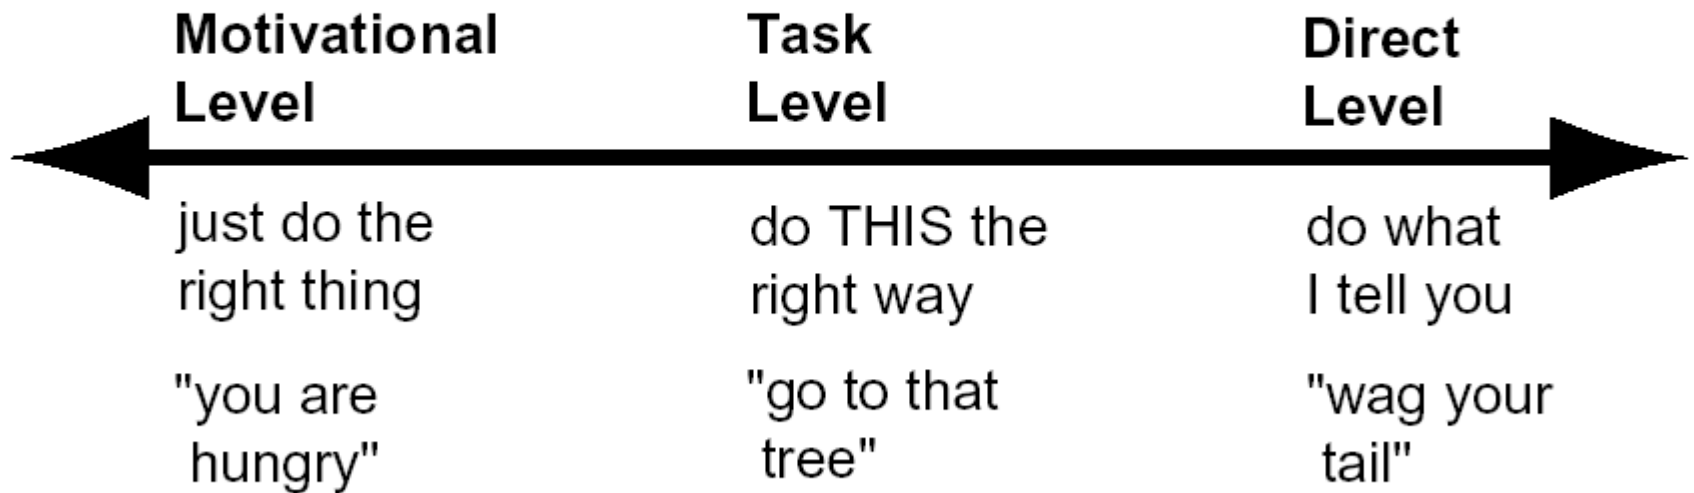 Motivational
Level
Task
Level
Direct
Level
just do the
right thing
do THIS the
right way
do what
I tell you
"you are
hungry"
"go to that
tree"
"wag your
tail"